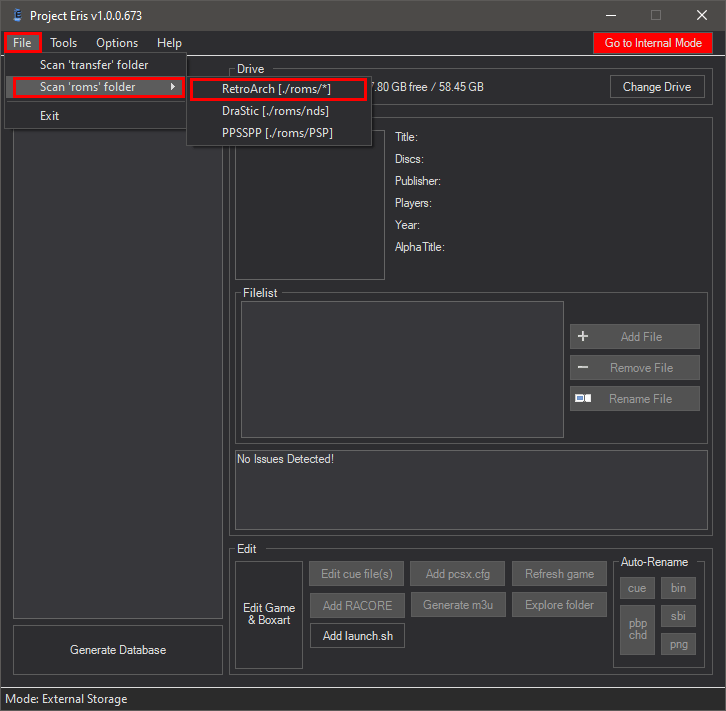 Project Eris v1.0.0.673
File Tools Options Help
Go to Internal Mode
Scan 'transfer' folder
Scan 'roms' folder
Exit
RetroArch [./roms/*]
DraStic [./roms/nds]
PPSSPP [./roms/PSP]
Drive
7.80 GB free / 58.45 GB
Change Drive
Title:
Discs:
Publisher:
Players:
Year:
AlphaTitle:
Filelist
Add File
Remove File
Rename File
No Issues Detected!
Edit
Edit Game
& Boxart
Edit cue file(s)
Add pcsx.cfg
Refresh game
Add RACORE
Generate m3u
Explore folder
Add launch.sh
Auto-Rename
cue
bin
pbp
chd
sbi
png
Generate Database
Mode: External Storage